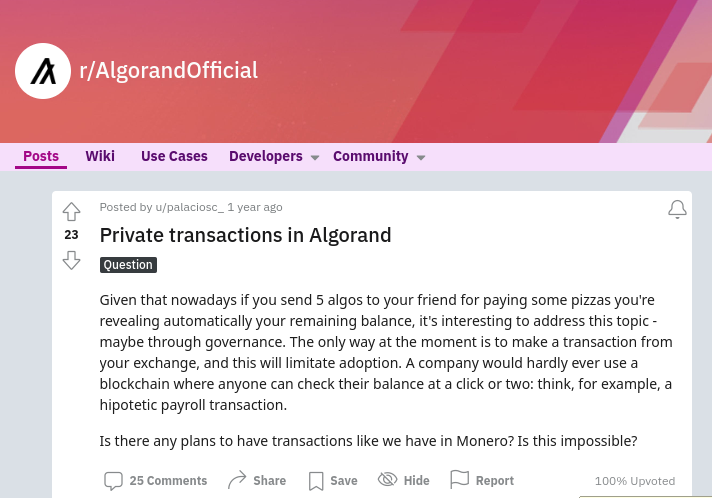 r/AlgorandOfficial
Posts Wiki Use Cases Developers Community
Posted by u/palaciosc_ 1 year ago
23
Private transactions in Algorand
Question
Given that nowadays if you send 5 algos to your friend for paying some pizzas you're
revealing automatically your remaining balance, it's interesting to address this topic -
maybe through governance. The only way at the moment is to make a transaction from
your exchange, and this will limitate adoption. A company would hardly ever use a
blockchain where anyone can check their balance at a click or two: think, for example, a
hipotetic payroll transaction.
Is there any plans to have transactions like we have in Monero? Is this impossible?
25 Comments Share Save Hide Report 100% Upvoted